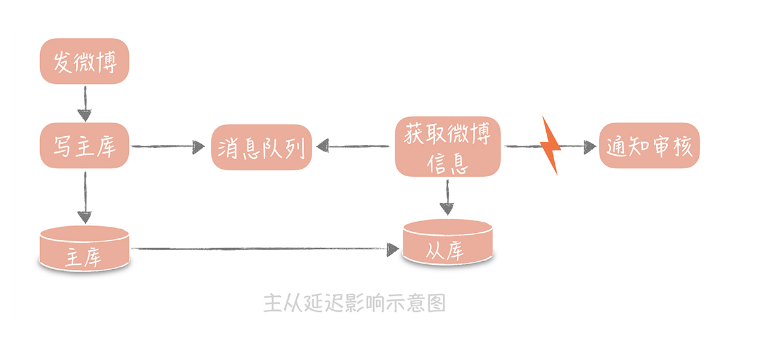 发微博
写主库
消息队列
获取微博
信息
通知审核
主库
从库
主从延迟影响示意图